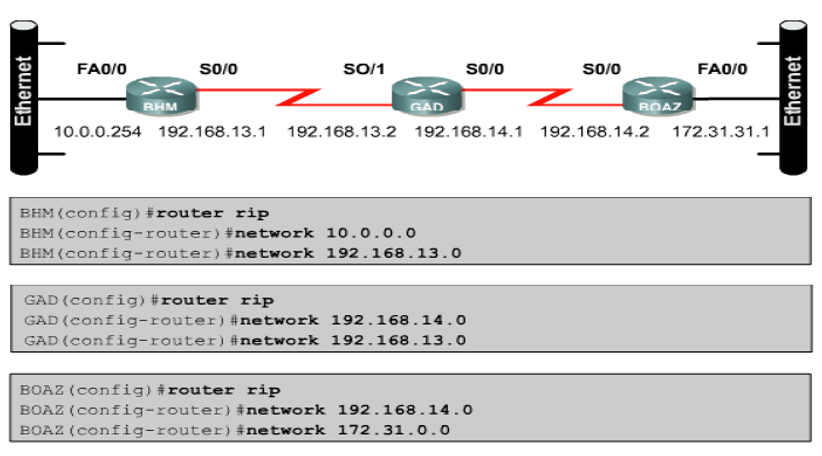 Ethernet
FA0/0 S0/0 SO/1 S0/0 S0/0 FA0/0
Ethernet
BHM GAD BOAZ
10.0.0.254 192.168.13.1 192.168.13.2 192.168.14.1 192.168.14.2 172.31.31.1
BHM(config)#router rip
BHM(config-router)#network 10.0.0.0
BHM(config-router)#network 192.168.13.0
GAD(config)#router rip
GAD(config-router)#network 192.168.14.0
GAD(config-router)#network 192.168.13.0
BOAZ(config)#router rip
BOAZ(config-router)#network 192.168.14.0
BOAZ(config-router)#network 172.31.0.0